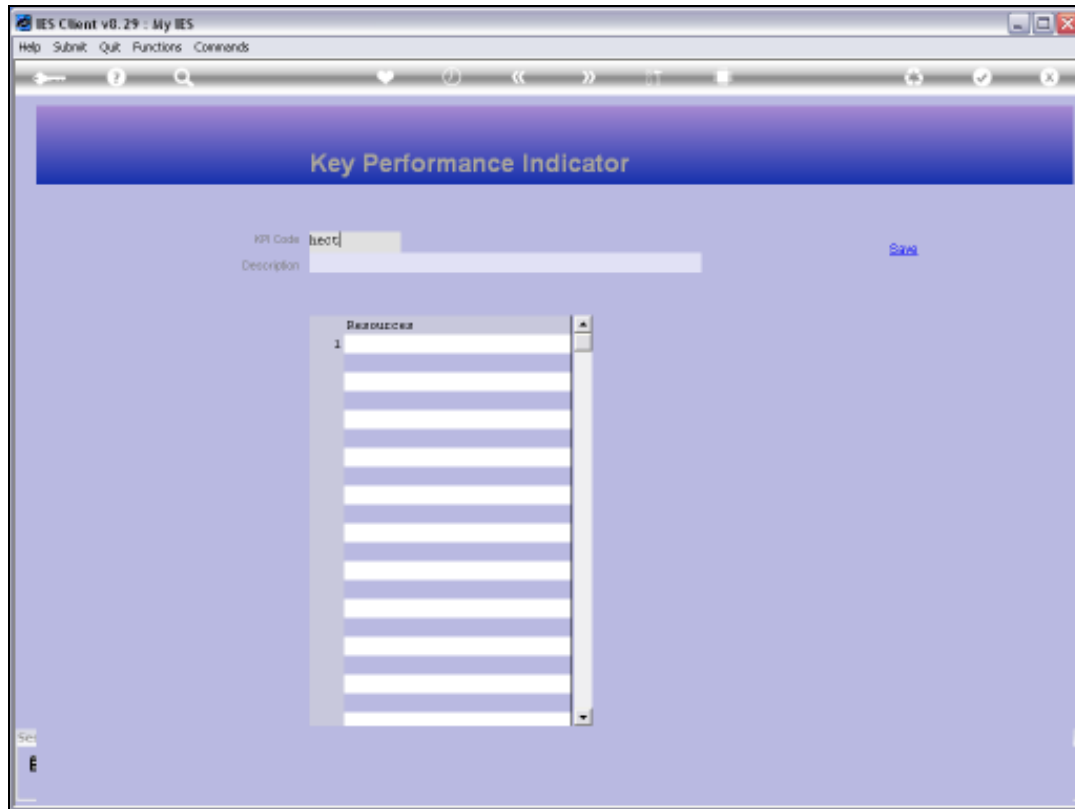 IES Client v8.29 : My IES
Help Submit Quit Functions Commands
Key Performance Indicator
KPI Code hect
Save
Description
Resources
1